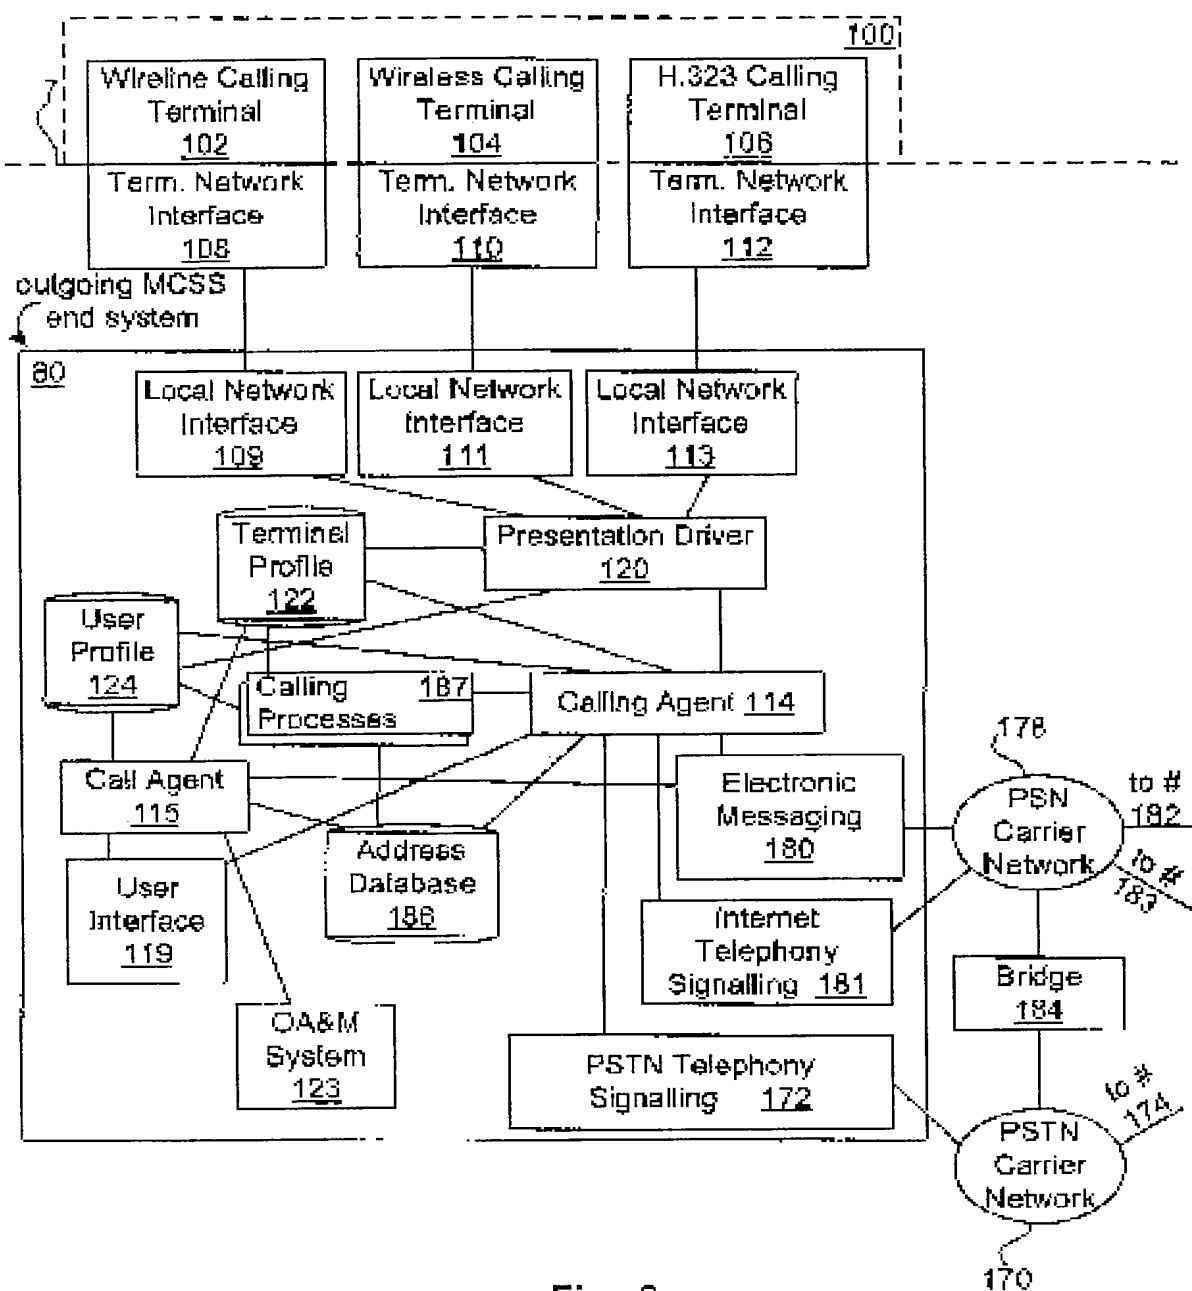 100
Wireline Calling
Terminal
102
Wireless Calling
Terminal
104
H.323 Calling
Terminal
106
7
Term. Network
Interface
108
Term. Network
Interface
110
Term. Network
Interface
112
outgoing MCSS
end system
80
Local Network
Interface
109
Local Network
Interface
111
Local Network
Interface
113
Terminal
Profile
122
Presentation Driver
120
User
Profile
124
Calling
Processes
187
Calling Agent 114
Call Agent
115
Electronic
Messaging
180
178
PSN
Carrier
Network
to #
182
to #
183
User
Interface
119
Address
Database
186
Internet
Telephony
Signalling 181
Bridge
184
OA&M
System
123
PSTN Telephony
Signalling 172
to #
174
PSTN
Carrier
Network
170